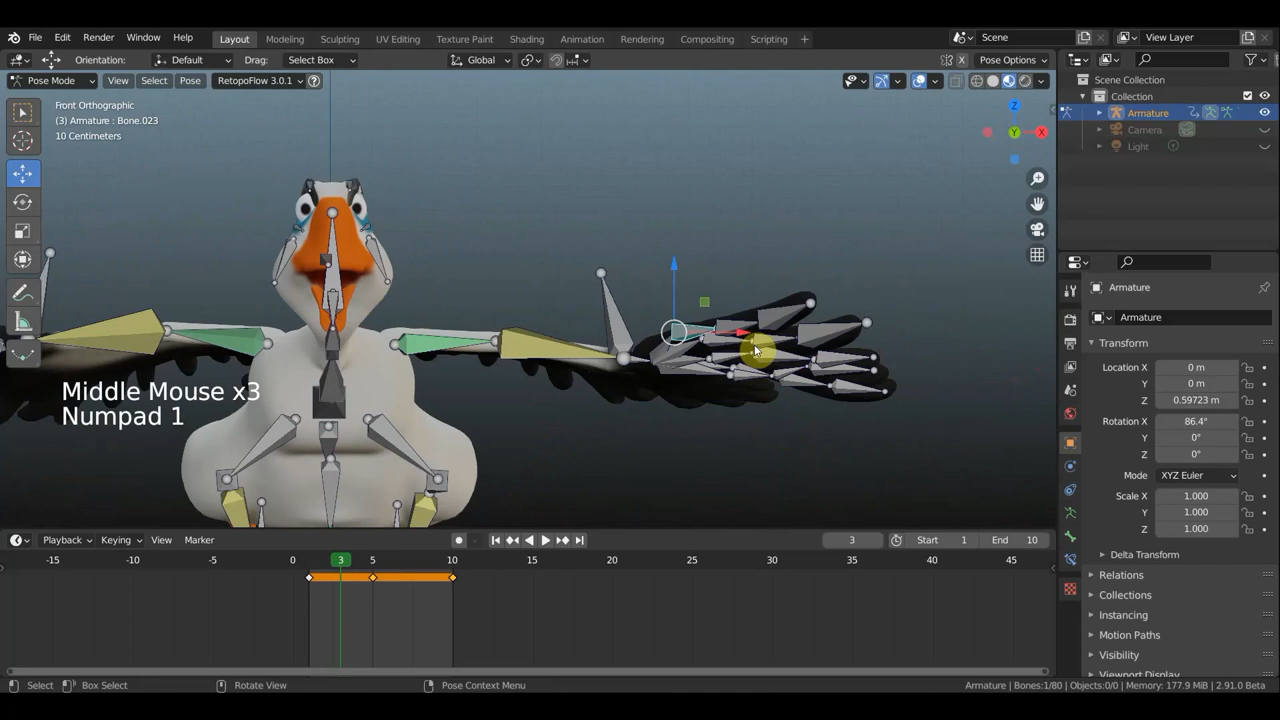 File Edit Render Window Help Layout Modeling Sculpting UV Editing Texture Paint Shading Animation Rendering Compositing Scripting + Scene View Layer
Orientation: Default Drag: Select Box Global X Pose Options
Pose Mode View Select Pose RetopoFlow 3.0.1
Scene Collection
Collection
Armature
Camera
Light
Front Orthographic
(3) Armature : Bone.023
10 Centimeters
Z
X
Y
Middle Mouse x3
Numpad 1
Armature
Armature
Transform
Location X 0 m
Y 0 m
Z 0.59723 m
Rotation X 86.4°
Y 0°
Z 0°
Mode XYZ Euler
Scale X 1.000
Y 1.000
Z 1.000
Delta Transform
Relations
Collections
Instancing
Motion Paths
Visibility
Viewport Display
Playback Keying View Marker 3 Start 1 End 10
-15 -10 -5 0 3 5 10 15 20 25 30 35 40 45
Select Box Select Rotate View Pose Context Menu Armature | Bones:1/80 | Objects:0/0 | Memory: 177.9 MiB | 2.91.0 Beta